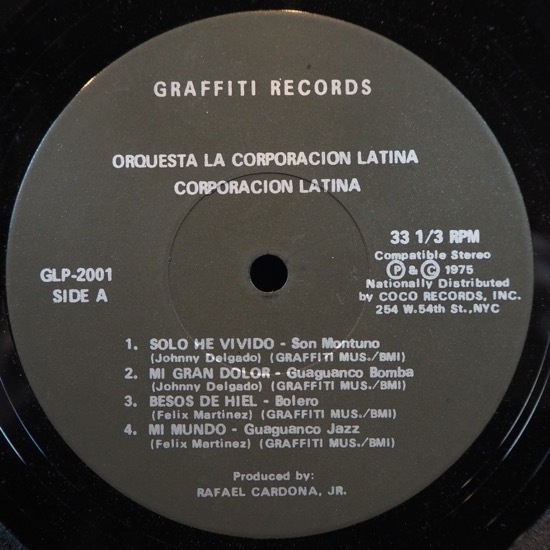 GRAFFITI RECORDS
ORQUESTA LA CORPORACION LATINA
CORPORACION LATINA
GLP-2001
SIDE A
33 1/3 RPM
Compatible Stereo
Ⓟ & © 1975
Nationally Distributed
by COCO RECORDS, INC.
254 W.54th St.,NYC
1. SOLO HE VIVIDO - Son Montuno
(Johnny Delgado) (GRAFFITI MUS./BMI)
2. MI GRAN DOLOR - Guaguanco Bomba
(Johnny Delgado) (GRAFFITI MUS./BMI)
3. BESOS DE HIEL - Bolero
(Felix Martinez) (GRAFFITI MUS./BMI)
4. MI MUNDO - Guaguanco Jazz
(Felix Martinez) (GRAFFITI MUS./BMI)
Produced by:
RAFAEL CARDONA, JR.